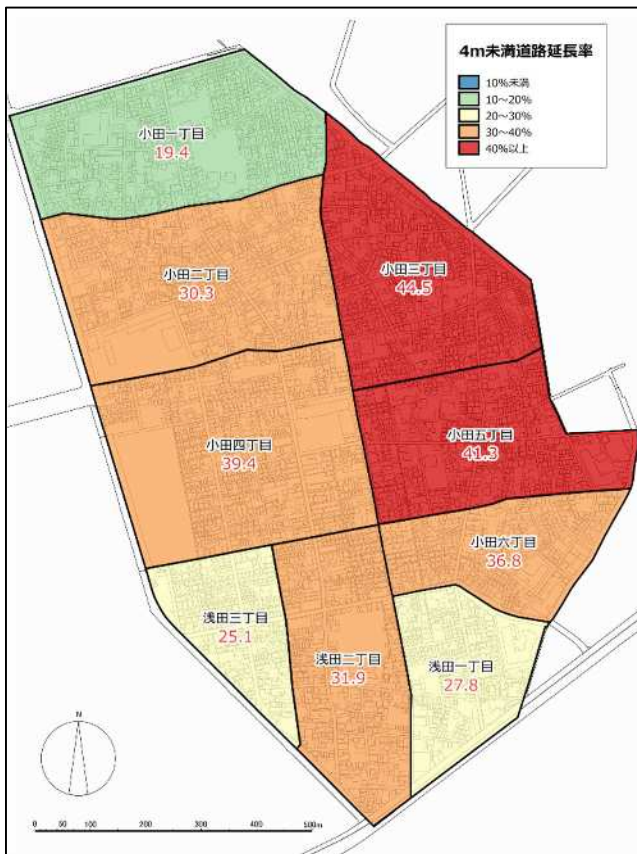 4m未満道路延長率
10%未満
10～20%
20～30%
30～40%
40%以上
小田一丁目
19.4
小田二丁目
30.3
小田三丁目
44.5
小田四丁目
39.4
小田五丁目
41.3
小田六丁目
36.8
浅田三丁目
25.1
浅田二丁目
31.9
浅田一丁目
27.8
N
0 50 100 200 300 400 500m